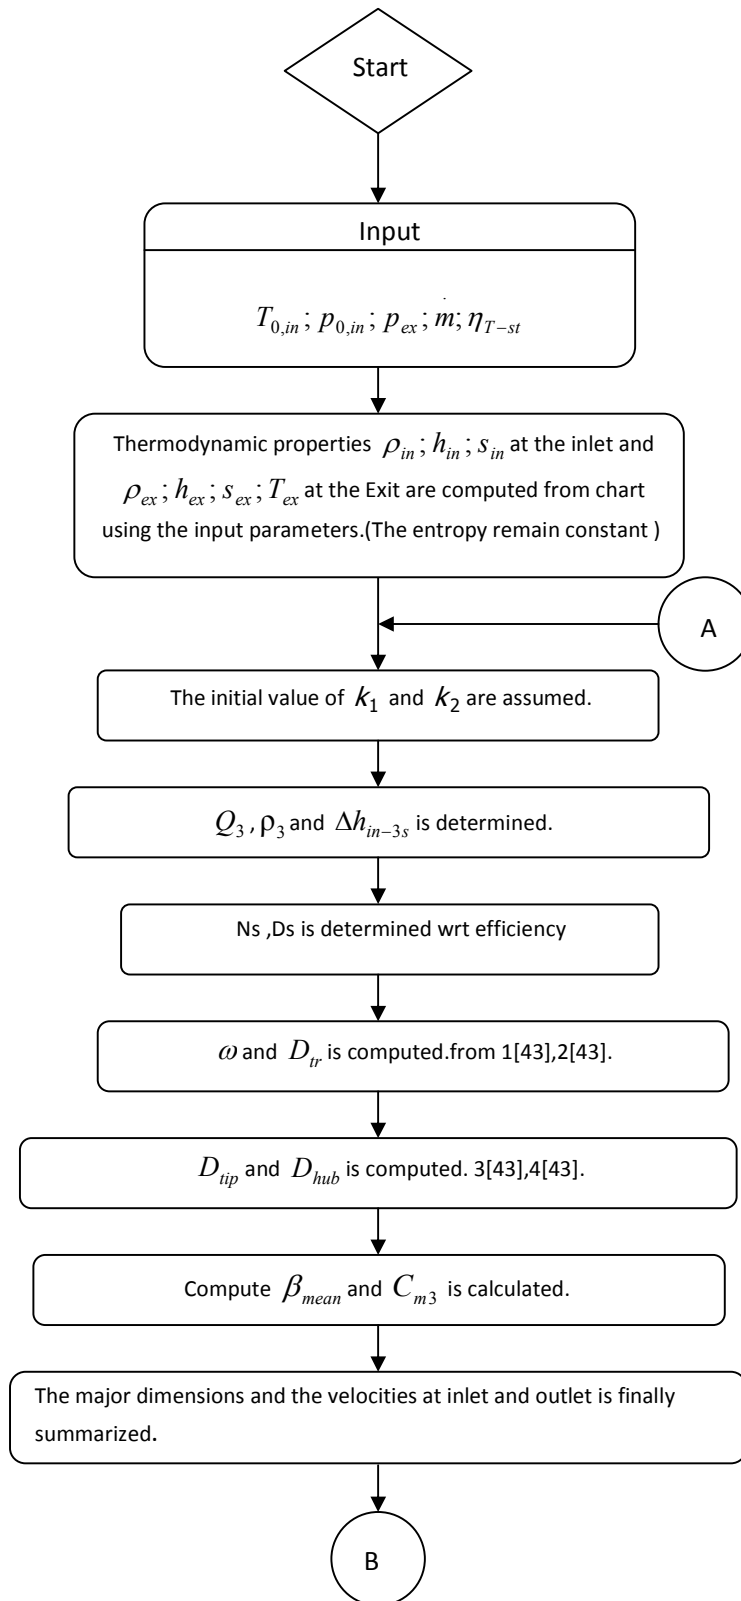 Start
Input
T0,in ; p0,in ; pex ; ṁ; ηT−st
Thermodynamic properties ρin ; hin ; sin at the inlet and
ρex ; hex ; sex ; Tex at the Exit are computed from chart
using the input parameters.(The entropy remain constant )
A
The initial value of k1 and k2 are assumed.
Q3 , ρ3 and Δhin−3s is determined.
Ns ,Ds is determined wrt efficiency
ω and Dtr is computed.from 1[43],2[43].
Dtip and Dhub is computed. 3[43],4[43].
Compute βmean and Cm3 is calculated.
The major dimensions and the velocities at inlet and outlet is finally
summarized.
B